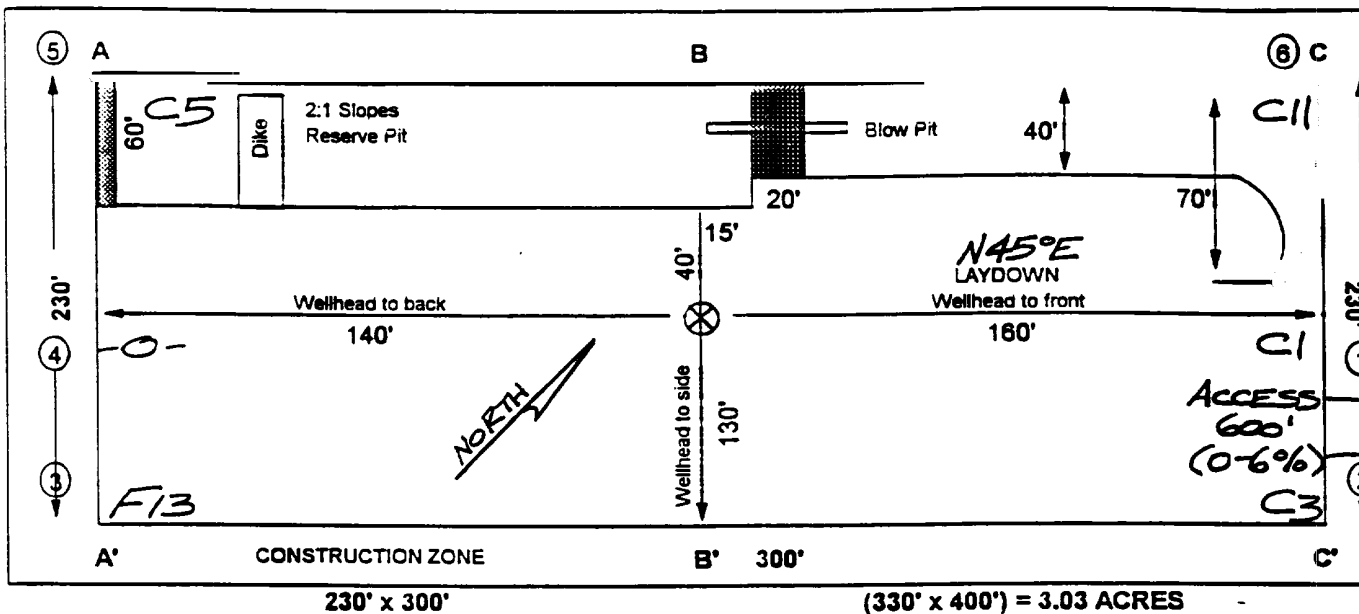 ⑤ A B ⑥ C
C5 2:1 Slopes C11
60' Dike Reserve Pit Blow Pit 40'
20' 70'
15'
N45°E
40' LAYDOWN
230' Wellhead to back Wellhead to front 230'
140' 160'
④ -0- C1
ACCESS
NORTH Wellhead to side 130' 600'
③ (0-6%)
F13 C3
A' CONSTRUCTION ZONE B' 300' C'
230' x 300' (330' x 400') = 3.03 ACRES